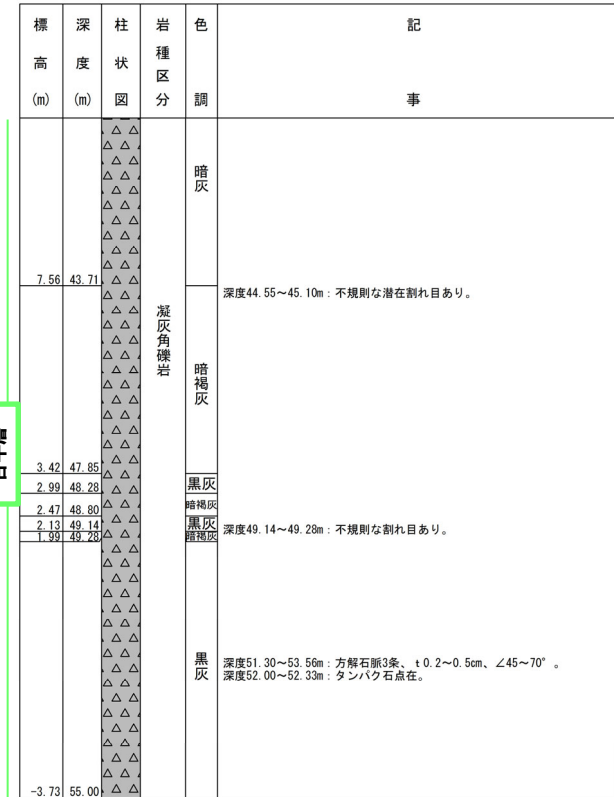 標高(m) 深度(m) 柱状図 岩種区分 色調 記事
暗灰
7.56 43.71
深度44.55～45.10m：不規則な潜在割れ目あり。
凝灰角礫岩
暗褐灰
3.42 47.85
黒灰
2.99 48.28
暗褐灰
2.47 48.80
黒灰
2.13 49.14
深度49.14～49.28m：不規則な割れ目あり。
暗褐灰
1.99 49.28
黒灰
深度51.30～53.56m：方解石脈3条、t0.2～0.5cm、∠45～70°。
深度52.00～52.33m：タンパク石点在。
-3.73 55.00